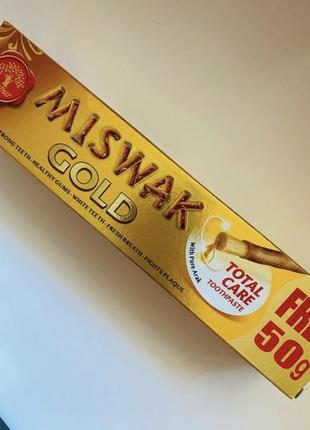 MISWAK
GOLD
STRONG TEETH • HEALTHY GUMS • WHITE TEETH • FRESH BREATH • FIGHTS PLAQUE
With Pure Arak
TOTAL
CARE
TOOTHPASTE
50g